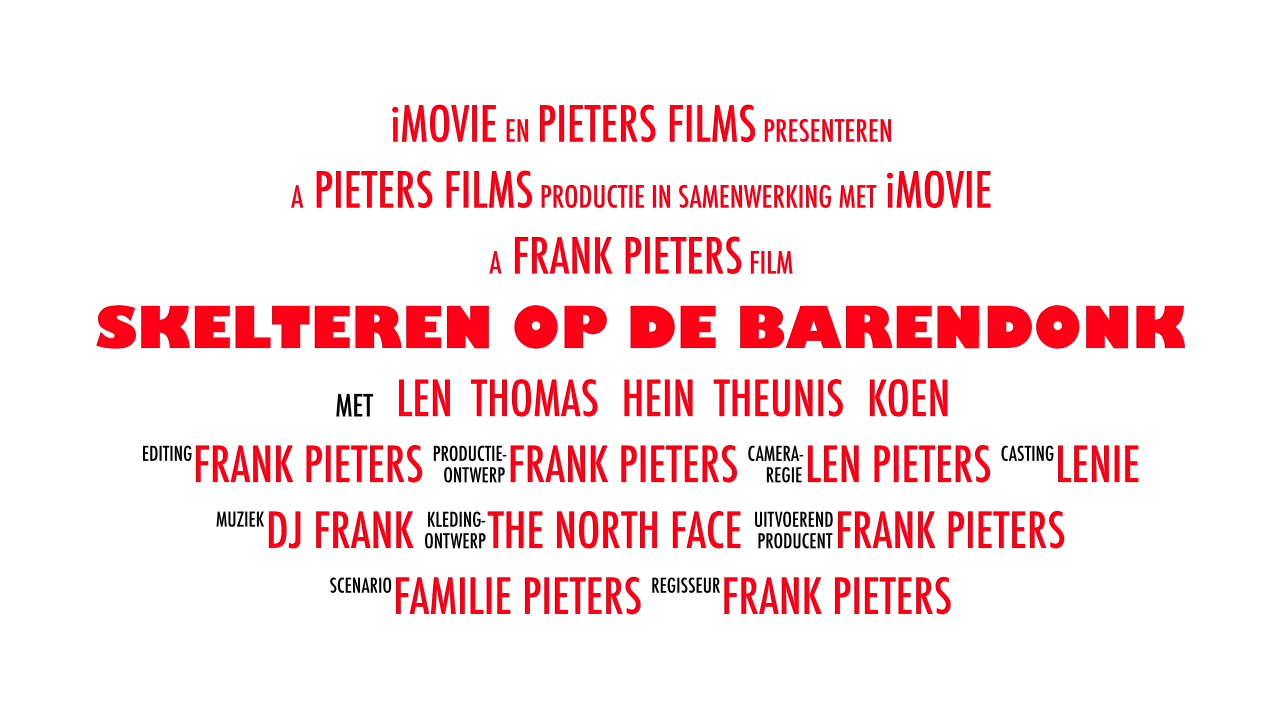 iMOVIE EN PIETERS FILMS PRESENTEREN
A PIETERS FILMS PRODUCTIE IN SAMENWERKING MET iMOVIE
A FRANK PIETERS FILM
SKELTEREN OP DE BARENDONK
MET LEN THOMAS HEIN THEUNIS KOEN
EDITING FRANK PIETERS PRODUCTIE-ONTWERP FRANK PIETERS CAMERA-REGIE LEN PIETERS CASTING LENIE
MUZIEK DJ FRANK KLEDING-ONTWERP THE NORTH FACE UITVOEREND PRODUCENT FRANK PIETERS
SCENARIO FAMILIE PIETERS REGISSEUR FRANK PIETERS